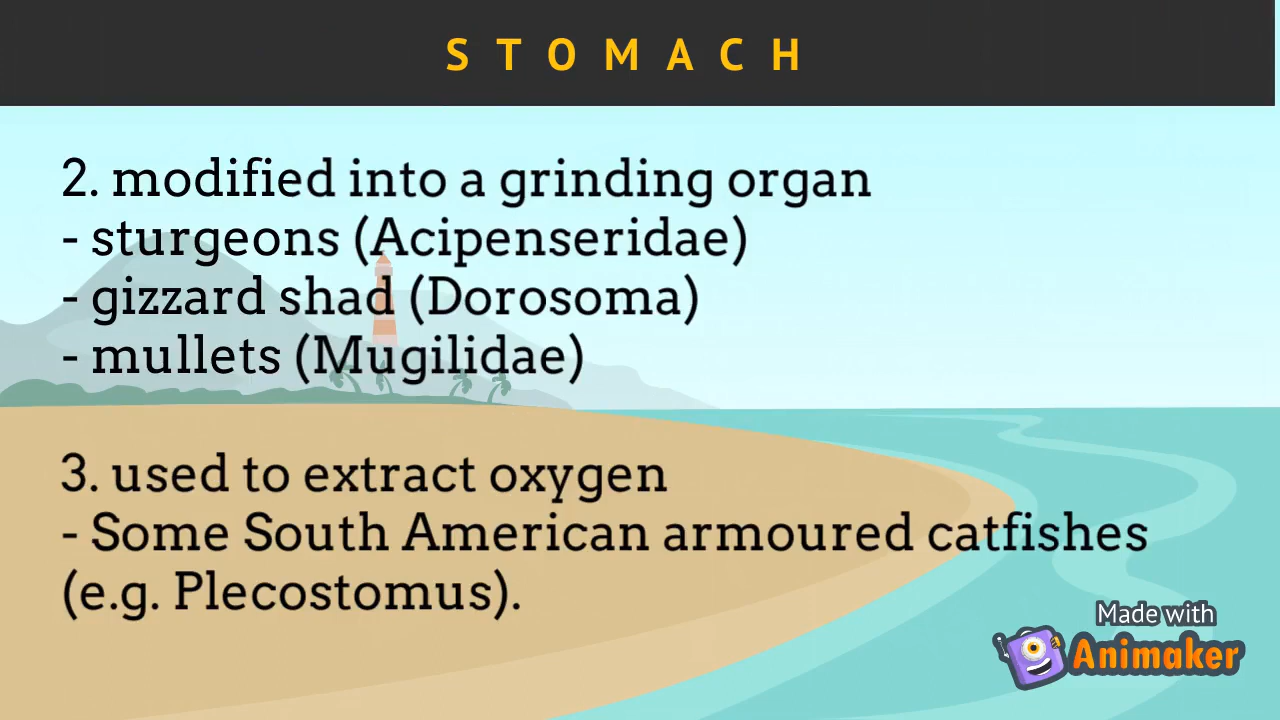 STOMACH
2. modified into a grinding organ
- sturgeons (Acipenseridae)
- gizzard shad (Dorosoma)
- mullets (Mugilidae)
3. used to extract oxygen
- Some South American armoured catfishes
(e.g. Plecostomus).
Made with
Animaker